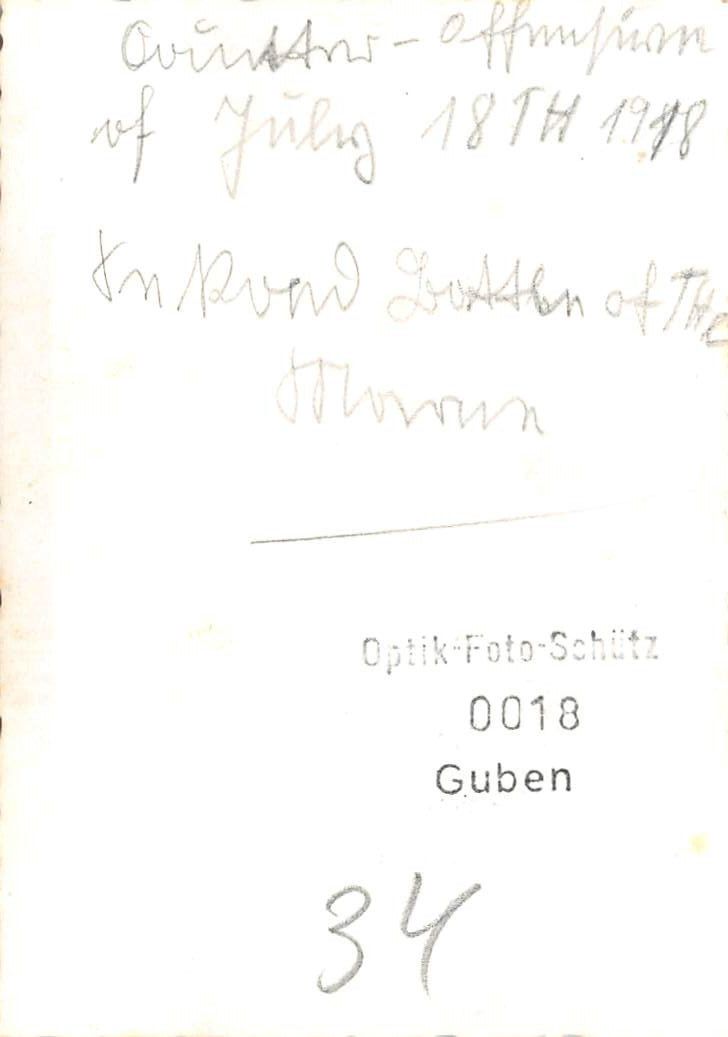 Counter-Offensive
of July 18TH 1918
Second Battle of THe
Marne
Optik-Foto-Schütz
0018
Guben
34